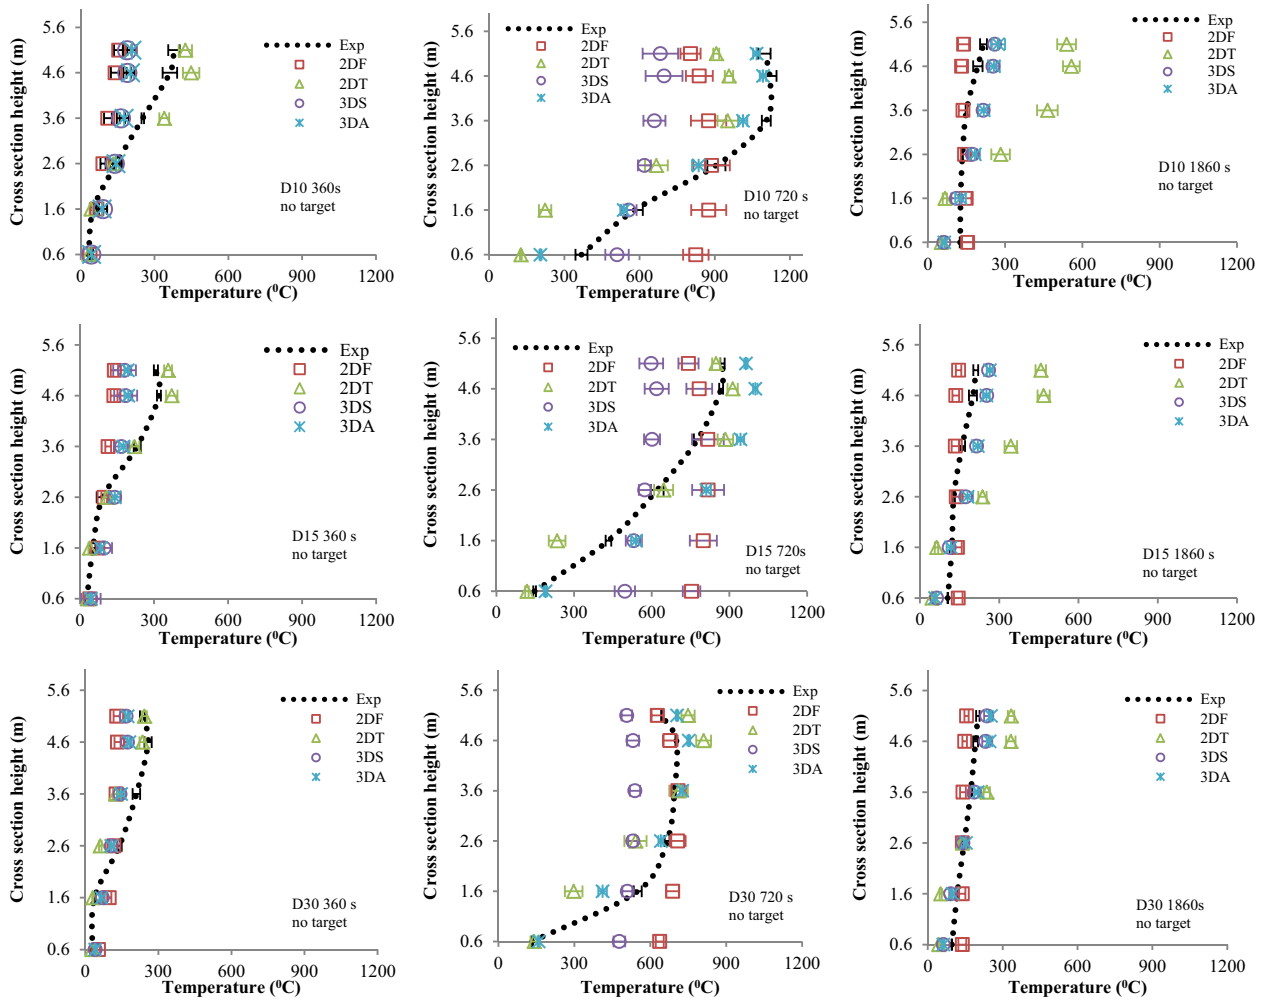 Cross section height (m)
5.6
4.6
3.6
2.6
1.6
0.6
0
300
600
900
1200
Temperature (⁰C)
Exp
2DF
2DT
3DS
3DA
D10 360s
no target
Cross section height (m)
5.6
4.6
3.6
2.6
1.6
0.6
0
300
600
900
1200
Temperature (⁰C)
Exp
2DF
2DT
3DS
3DA
D10 720 s
no target
Cross section height (m)
5.6
4.6
3.6
2.6
1.6
0.6
0
300
600
900
1200
Temperature (⁰C)
Exp
2DF
2DT
3DS
3DA
D10 1860 s
no target
Cross section height (m)
5.6
4.6
3.6
2.6
1.6
0.6
0
300
600
900
1200
Temperature (⁰C)
Exp
2DF
2DT
3DS
3DA
D15 360 s
no target
Cross section height (m)
5.6
4.6
3.6
2.6
1.6
0.6
0
300
600
900
1200
Temperature (⁰C)
Exp
2DF
2DT
3DS
3DA
D15 720s
no target
Cross section height (m)
5.6
4.6
3.6
2.6
1.6
0.6
0
300
600
900
1200
Temperature (⁰C)
Exp
2DF
2DT
3DS
3DA
D15 1860 s
no target
Cross section height (m)
5.6
4.6
3.6
2.6
1.6
0.6
0
300
600
900
1200
Temperature (⁰C)
Exp
2DF
2DT
3DS
3DA
D30 360 s
no target
Cross section height (m)
5.6
4.6
3.6
2.6
1.6
0.6
0
300
600
900
1200
Temperature (⁰C)
Exp
2DF
2DT
3DS
3DA
D30 720 s
no target
Cross section height (m)
5.6
4.6
3.6
2.6
1.6
0.6
0
300
600
900
1200
Temperature (⁰C)
Exp
2DF
2DT
3DS
3DA
D30 1860s
no target